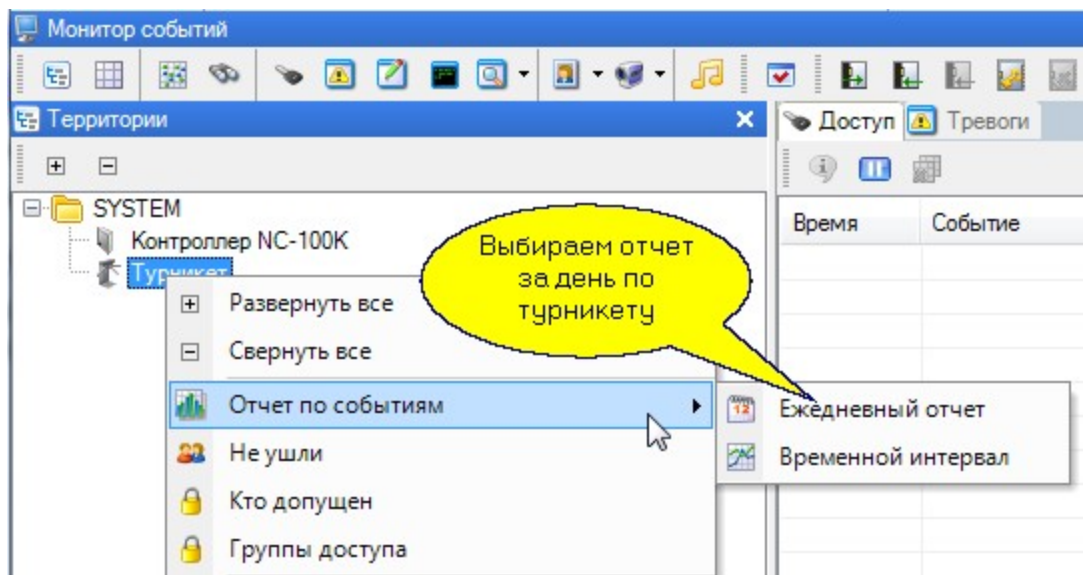 Монитор событий
Территории
Доступ
Тревоги
SYSTEM
Контроллер NC-100K
Турникет
Время
Событие
Выбираем отчет
за день по
турникету
Развернуть все
Свернуть все
Отчет по событиям
Не ушли
Кто допущен
Группы доступа
12
Ежедневный отчет
Временной интервал